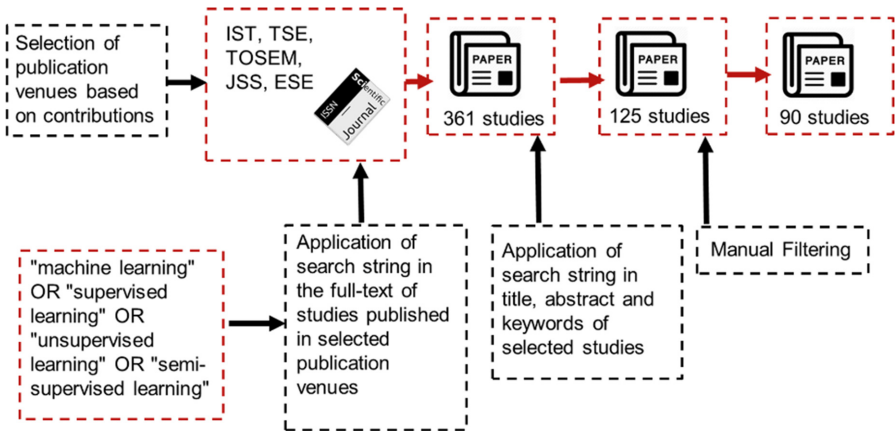 Selection of
publication
venues based
on contributions
IST, TSE,
TOSEM,
JSS, ESE
ISSN
Scientific
Journal
PAPER
361 studies
PAPER
125 studies
PAPER
90 studies
"machine learning"
OR "supervised
learning" OR
"unsupervised
learning" OR "semi-
supervised learning"
Application of
search string in
the full-text of
studies published
in selected
publication
venues
Application of
search string in
title, abstract and
keywords of
selected studies
Manual Filtering